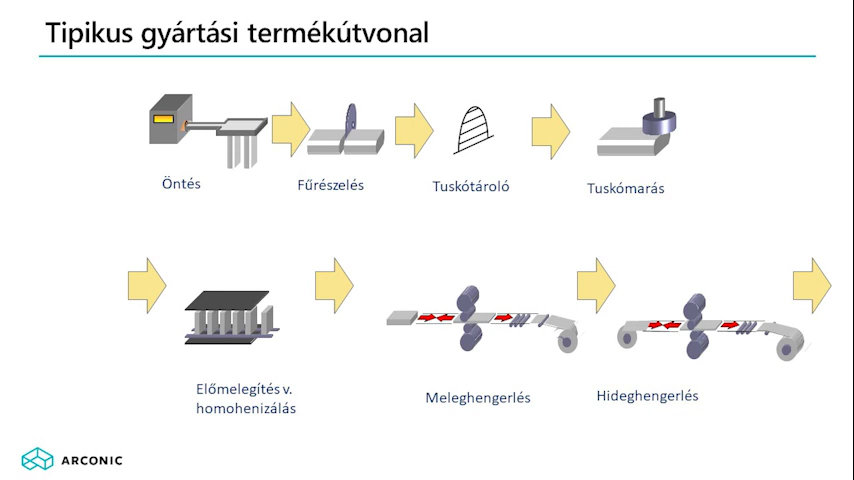 Tipikus gyártási termékútvonal
Öntés
Fűrészelés
Tuskótároló
Tuskómarás
Előmelegítés v.
homohenizálás
Meleghengerlés
Hideghengerlés
ARCONIC